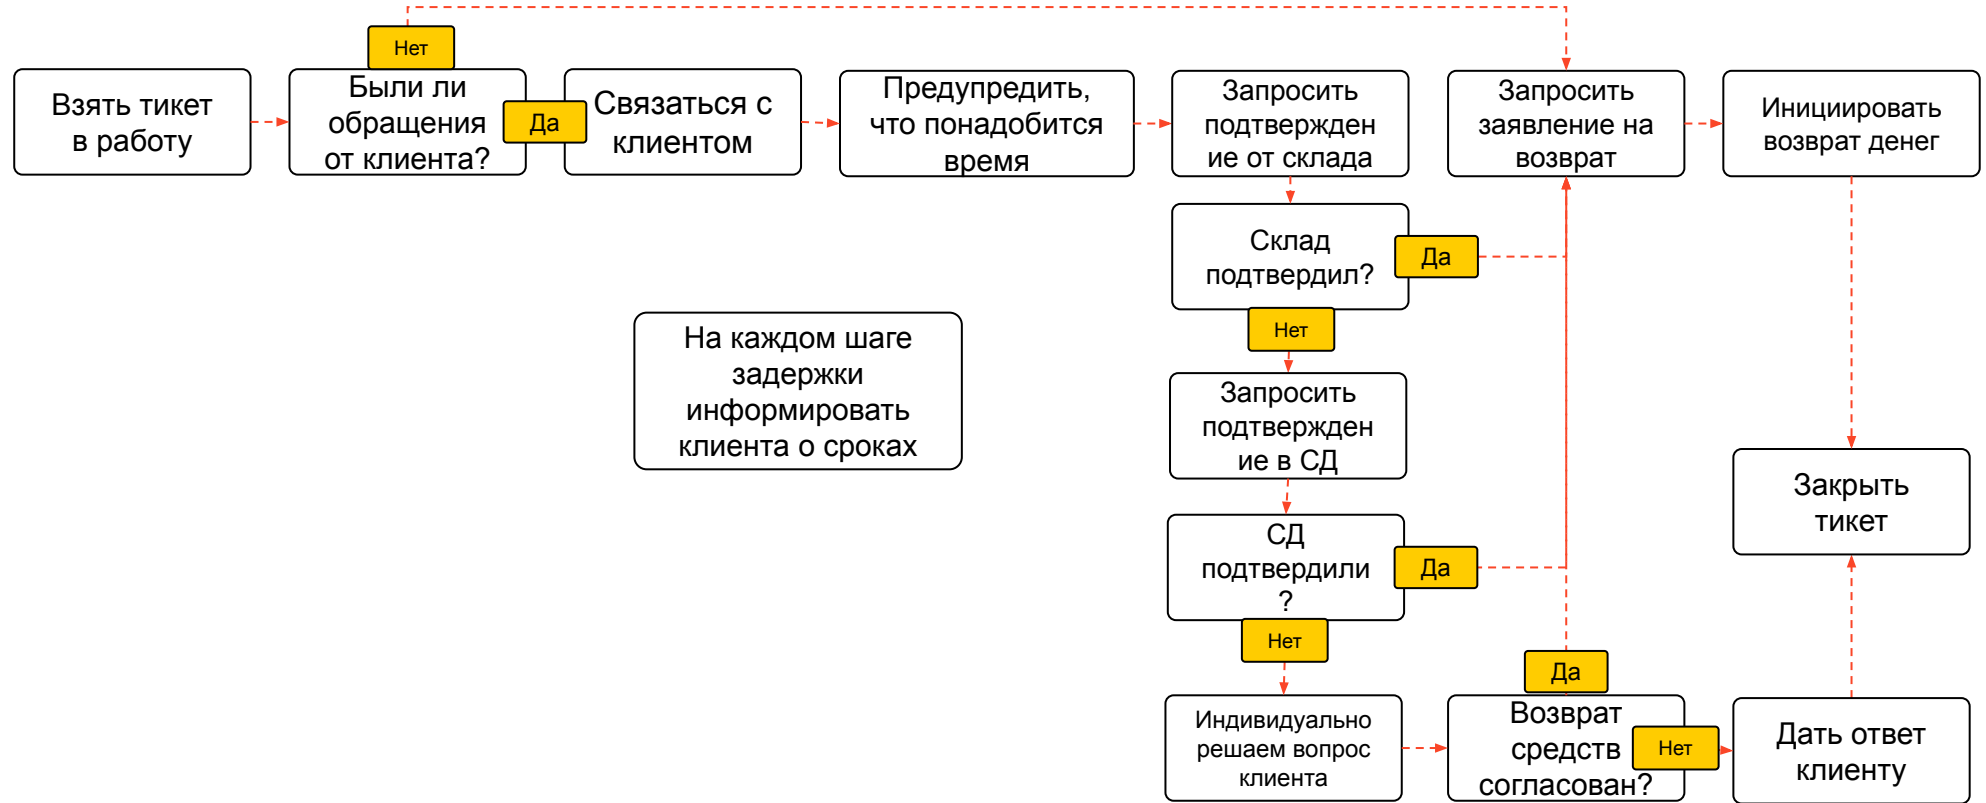 Нет
Взять тикет
в работу
Были ли
обращения
от клиента?
Да
Связаться с
клиентом
Предупредить,
что понадобится
время
Запросить
подтвержден
ие от склада
Запросить
заявление на
возврат
Инициировать
возврат денег
Склад
подтвердил?
Да
Нет
На каждом шаге
задержки
информировать
клиента о сроках
Запросить
подтвержден
ие в СД
СД
подтвердили
?
Да
Нет
Закрыть
тикет
Индивидуально
решаем вопрос
клиента
Да
Возврат
средств
согласован?
Нет
Дать ответ
клиенту